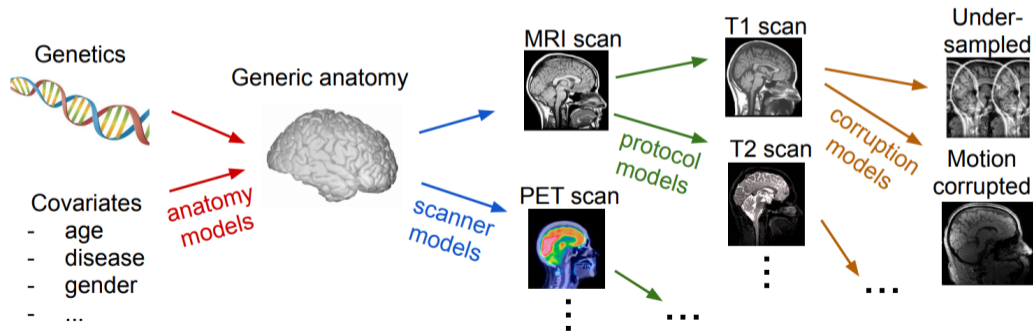 Genetics
Covariates
- age
- disease
- gender
- ...
anatomy
models
Generic anatomy
scanner
models
MRI scan
PET scan
protocol
models
...
T1 scan
T2 scan
corruption
models
...
Under-
sampled
Motion
corrupted